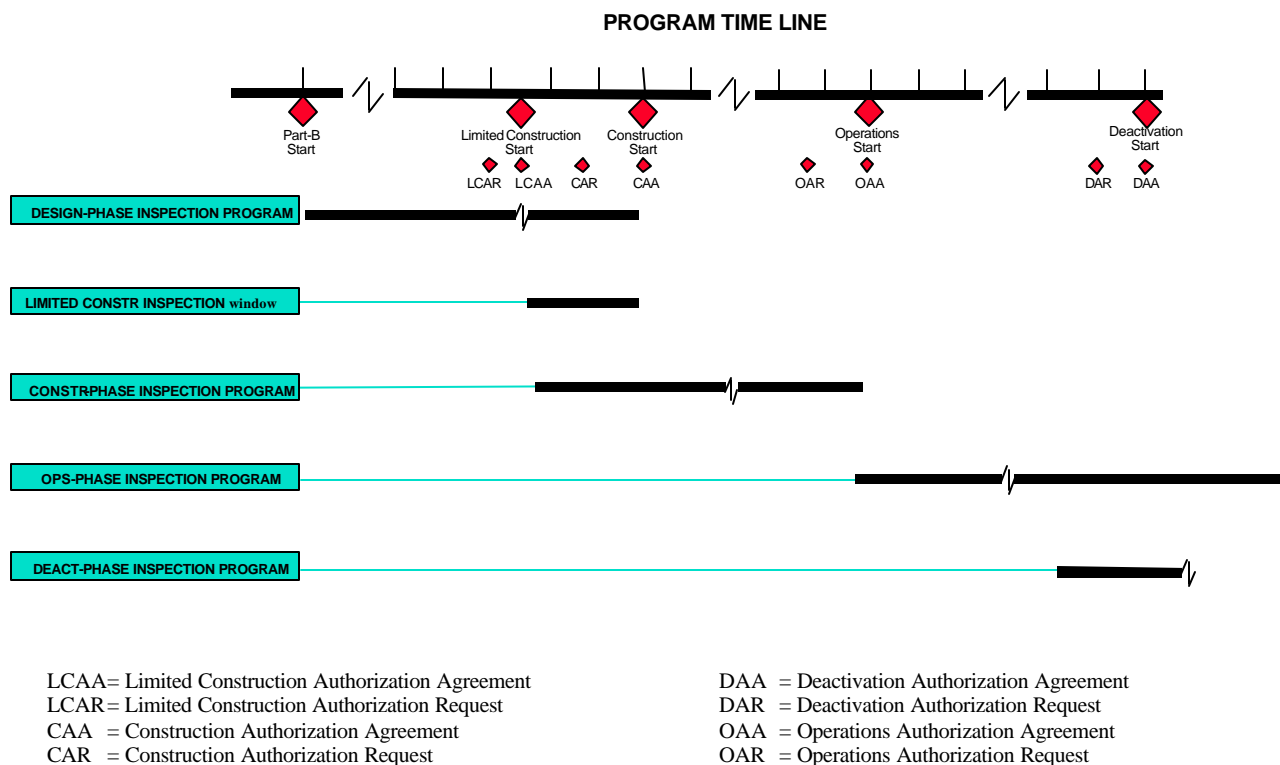 PROGRAM TIME LINE
Part-B
Start
Limited Construction
Start
Construction
Start
Operations
Start
Deactivation
Start
LCAR LCAA CAR CAA OAR OAA DAR DAA
DESIGN-PHASE INSPECTION PROGRAM
LIMITED CONSTR INSPECTION window
CONSTR-PHASE INSPECTION PROGRAM
OPS-PHASE INSPECTION PROGRAM
DEACT-PHASE INSPECTION PROGRAM
LCAA= Limited Construction Authorization Agreement
LCAR= Limited Construction Authorization Request
CAA = Construction Authorization Agreement
CAR = Construction Authorization Request
DAA = Deactivation Authorization Agreement
DAR = Deactivation Authorization Request
OAA = Operations Authorization Agreement
OAR = Operations Authorization Request